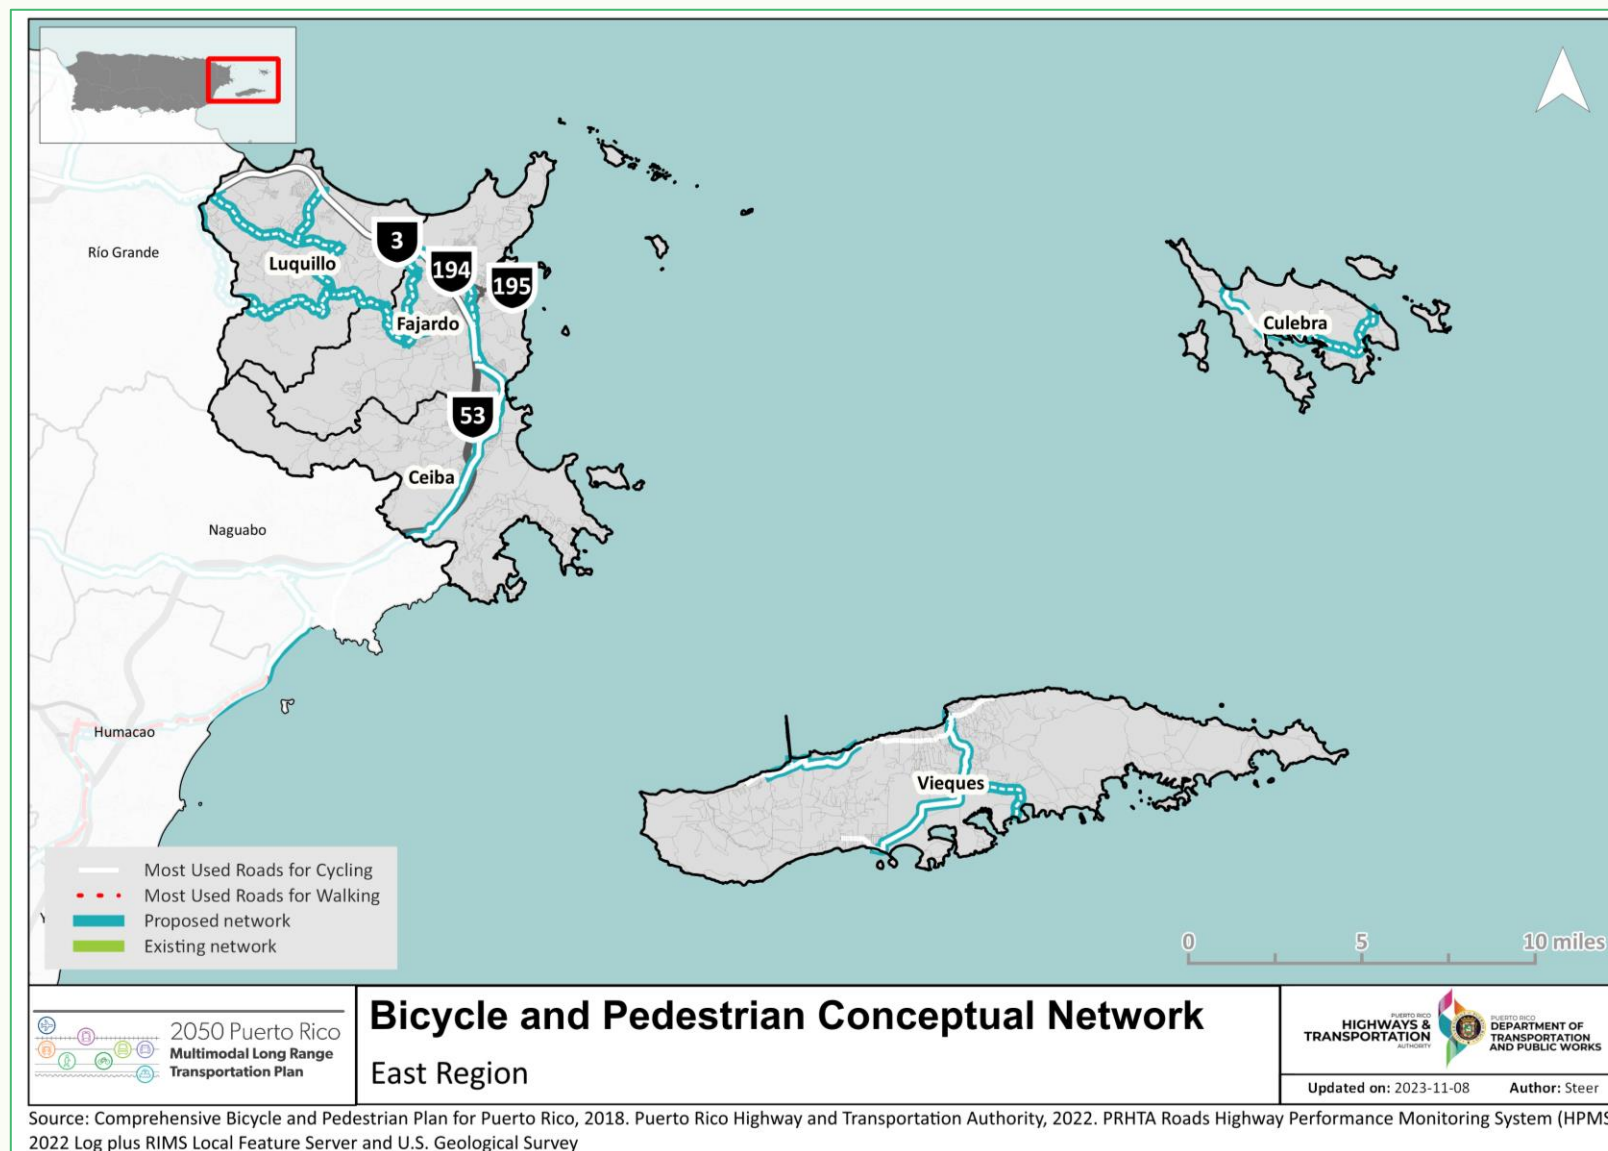 Río Grande
Luquillo
3
194
195
Fajardo
Culebra
53
Ceiba
Naguabo
Humacao
Vieques
Most Used Roads for Cycling
Most Used Roads for Walking
Proposed network
Existing network
Y
0 5 10 miles
2050 Puerto Rico
Multimodal Long Range
Transportation Plan
Bicycle and Pedestrian Conceptual Network
East Region
PUERTO RICO
HIGHWAYS &
TRANSPORTATION
AUTHORITY
PUERTO RICO
DEPARTMENT OF
TRANSPORTATION
AND PUBLIC WORKS
Updated on: 2023-11-08 Author: Steer
Source: Comprehensive Bicycle and Pedestrian Plan for Puerto Rico, 2018. Puerto Rico Highway and Transportation Authority, 2022. PRHTA Roads Highway Performance Monitoring System (HPMS
2022 Log plus RIMS Local Feature Server and U.S. Geological Survey